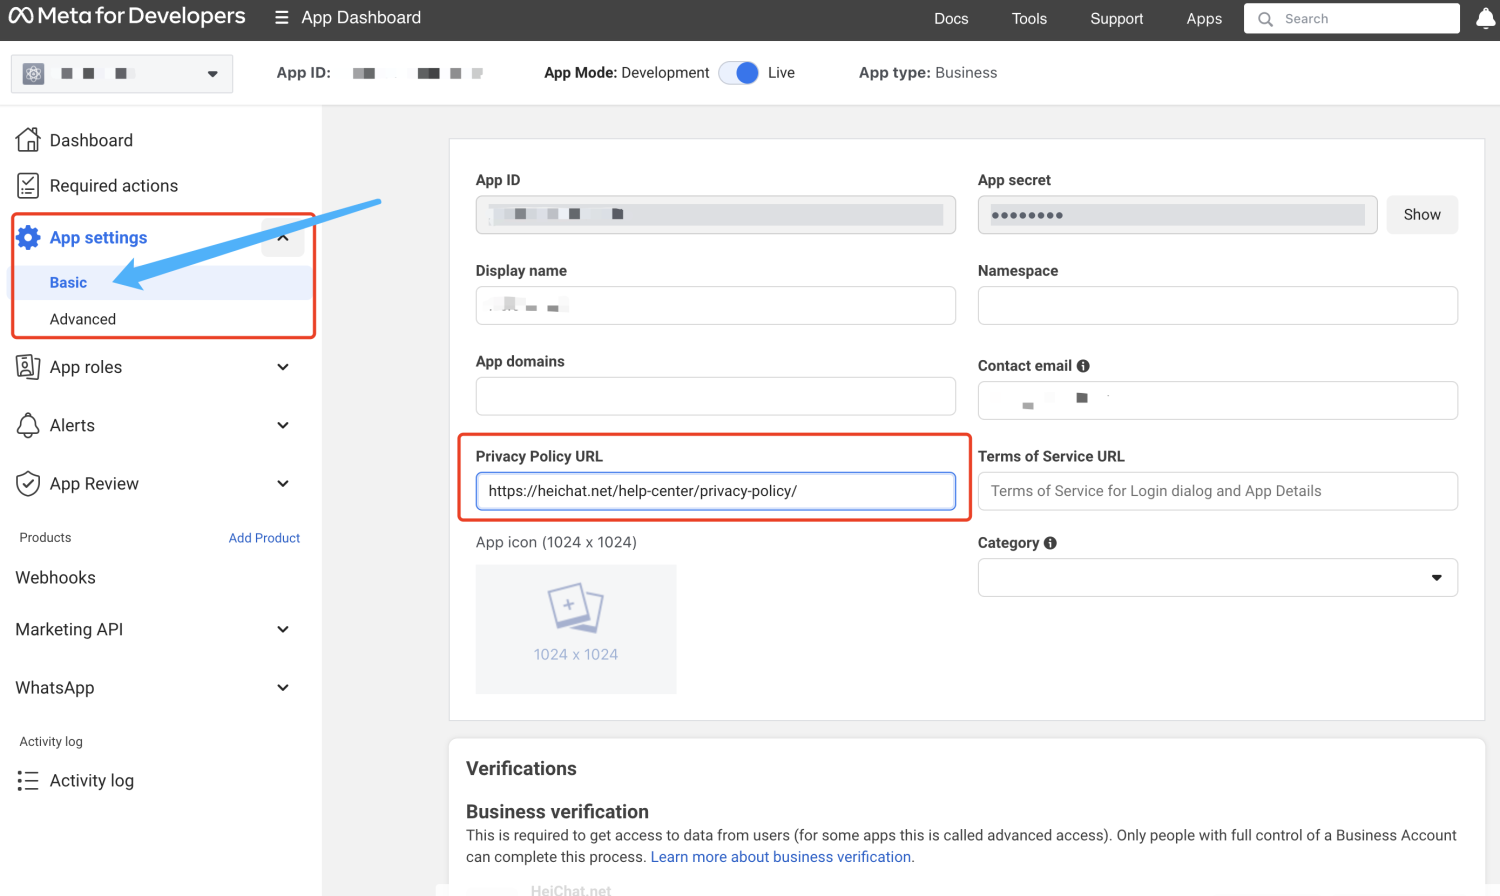 Meta for Developers
App Dashboard
Docs
Tools
Support
Apps
Search
App ID:
App Mode: Development
Live
App type: Business
Dashboard
Required actions
App settings
Basic
Advanced
App roles
Alerts
App Review
Products
Add Product
Webhooks
Marketing API
WhatsApp
Activity log
Activity log
App ID
App secret
Show
Display name
Namespace
App domains
Contact email
Privacy Policy URL
https://heichat.net/help-center/privacy-policy/
Terms of Service URL
Terms of Service for Login dialog and App Details
App icon (1024 x 1024)
1024 x 1024
Category
Verifications
Business verification
This is required to get access to data from users (for some apps this is called advanced access). Only people with full control of a Business Account
can complete this process. Learn more about business verification.
HeiChat.net